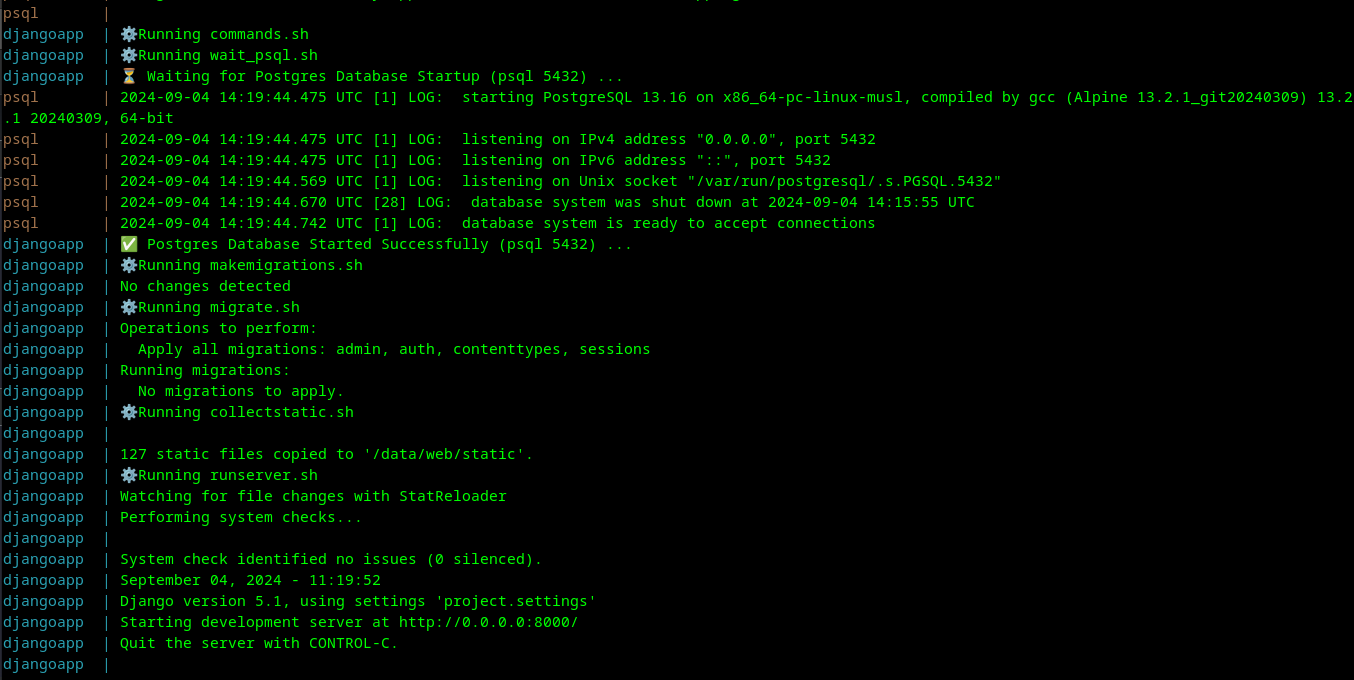 psql       |
djangoapp  | ⚙️Running commands.sh
djangoapp  | ⚙️Running wait_psql.sh
djangoapp  | ⏳ Waiting for Postgres Database Startup (psql 5432) ...
psql       | 2024-09-04 14:19:44.475 UTC [1] LOG:  starting PostgreSQL 13.16 on x86_64-pc-linux-musl, compiled by gcc (Alpine 13.2.1_git20240309) 13.2
.1 20240309, 64-bit
psql       | 2024-09-04 14:19:44.475 UTC [1] LOG:  listening on IPv4 address "0.0.0.0", port 5432
psql       | 2024-09-04 14:19:44.475 UTC [1] LOG:  listening on IPv6 address "::", port 5432
psql       | 2024-09-04 14:19:44.569 UTC [1] LOG:  listening on Unix socket "/var/run/postgresql/.s.PGSQL.5432"
psql       | 2024-09-04 14:19:44.670 UTC [28] LOG:  database system was shut down at 2024-09-04 14:15:55 UTC
psql       | 2024-09-04 14:19:44.742 UTC [1] LOG:  database system is ready to accept connections
djangoapp  | ✅ Postgres Database Started Successfully (psql 5432) ...
djangoapp  | ⚙️Running makemigrations.sh
djangoapp  | No changes detected
djangoapp  | ⚙️Running migrate.sh
djangoapp  | Operations to perform:
djangoapp  |   Apply all migrations: admin, auth, contenttypes, sessions
djangoapp  | Running migrations:
djangoapp  |   No migrations to apply.
djangoapp  | ⚙️Running collectstatic.sh
djangoapp  |
djangoapp  | 127 static files copied to '/data/web/static'.
djangoapp  | ⚙️Running runserver.sh
djangoapp  | Watching for file changes with StatReloader
djangoapp  | Performing system checks...
djangoapp  |
djangoapp  | System check identified no issues (0 silenced).
djangoapp  | September 04, 2024 - 11:19:52
djangoapp  | Django version 5.1, using settings 'project.settings'
djangoapp  | Starting development server at http://0.0.0.0:8000/
djangoapp  | Quit the server with CONTROL-C.
djangoapp  |